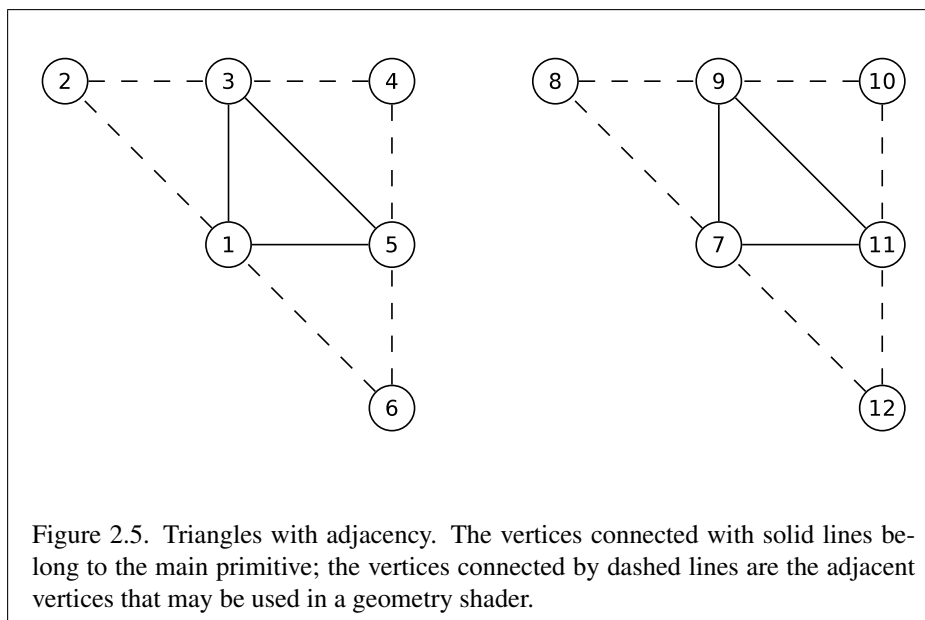 2 3 4 8 9 10
1 5 7 11
6 12
Figure 2.5. Triangles with adjacency. The vertices connected with solid lines be-
long to the main primitive; the vertices connected by dashed lines are the adjacent
vertices that may be used in a geometry shader.